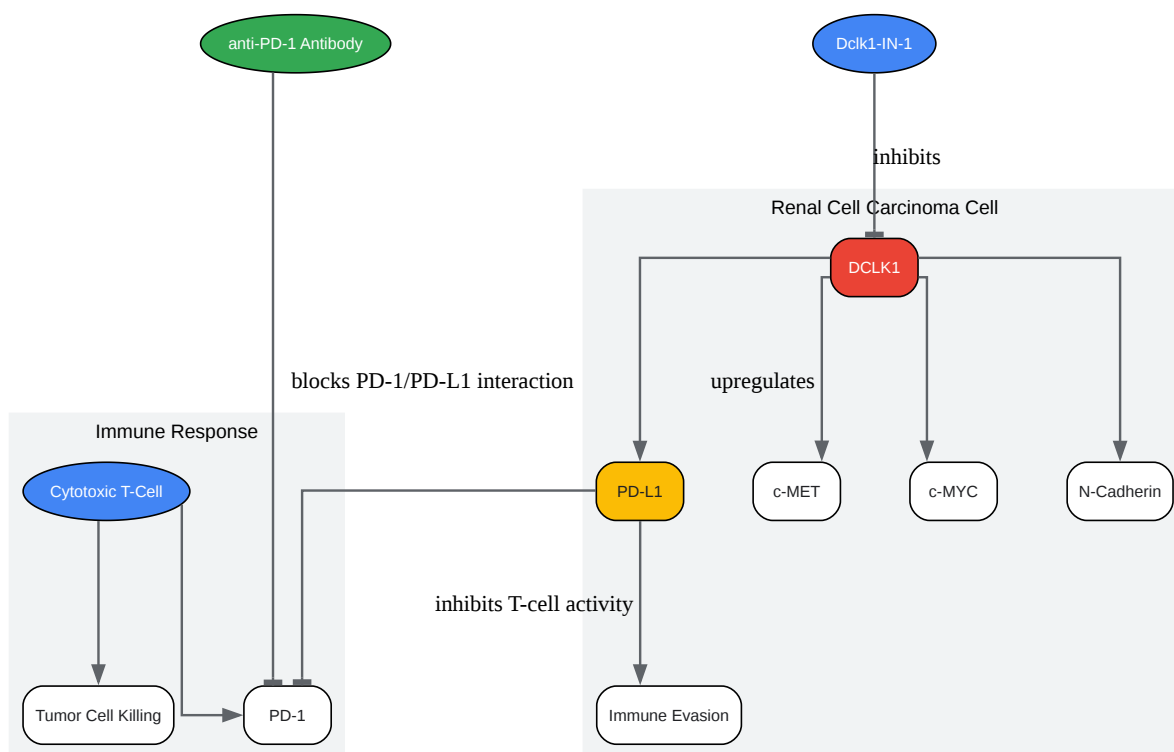 anti-PD-1 Antibody
Dclk1-IN-1
inhibits
Renal Cell Carcinoma Cell
DCLK1
blocks PD-1/PD-L1 interaction
upregulates
Immune Response
Cytotoxic T-Cell
PD-L1
c-MET
c-MYC
N-Cadherin
inhibits T-cell activity
Tumor Cell Killing
PD-1
Immune Evasion